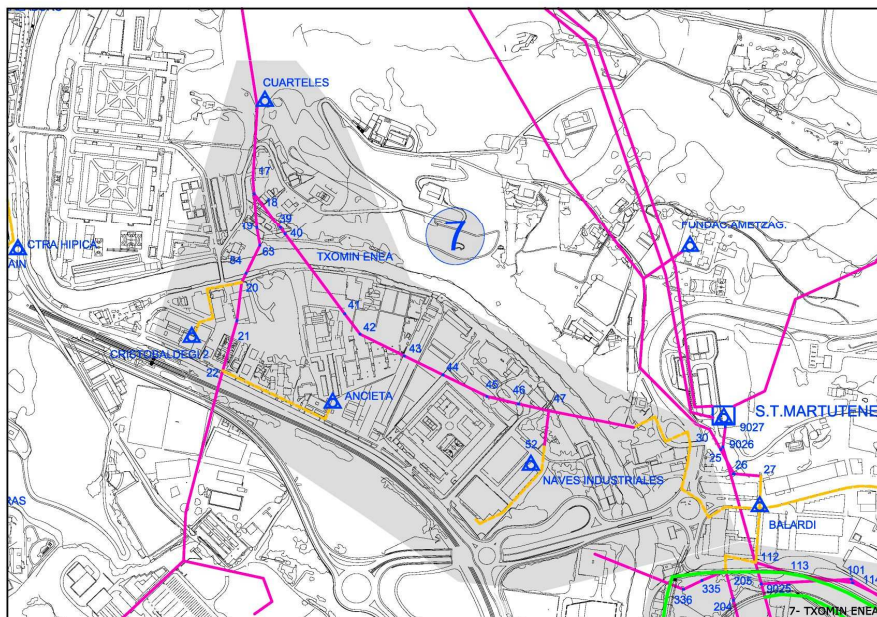 CUARTELES
17
18
39
19
40
7
FUNDAC.AMETZAG.
CTRA HIPICA
AIN
63
84
TXOMIN ENEA
20
41
21
42
CRISTOBALDEGI 2
43
22
44
ANCIETA
45
46
47
S.T.MARTUTENE
9027
30
9026
52
25
26
27
NAVES INDUSTRIALES
RAS
BALARDI
112
113
101
114
205
335
9025
336
204
7- TXOMIN ENEA